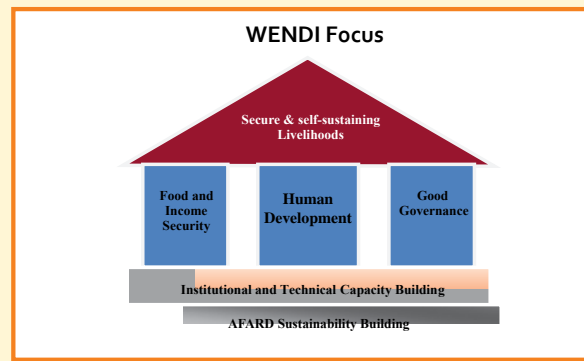 WENDI Focus
Secure & self-sustaining
Livelihoods
Food and
Income
Security
Human
Development
Good
Governance
Institutional and Technical Capacity Building
AFARD Sustainability Building